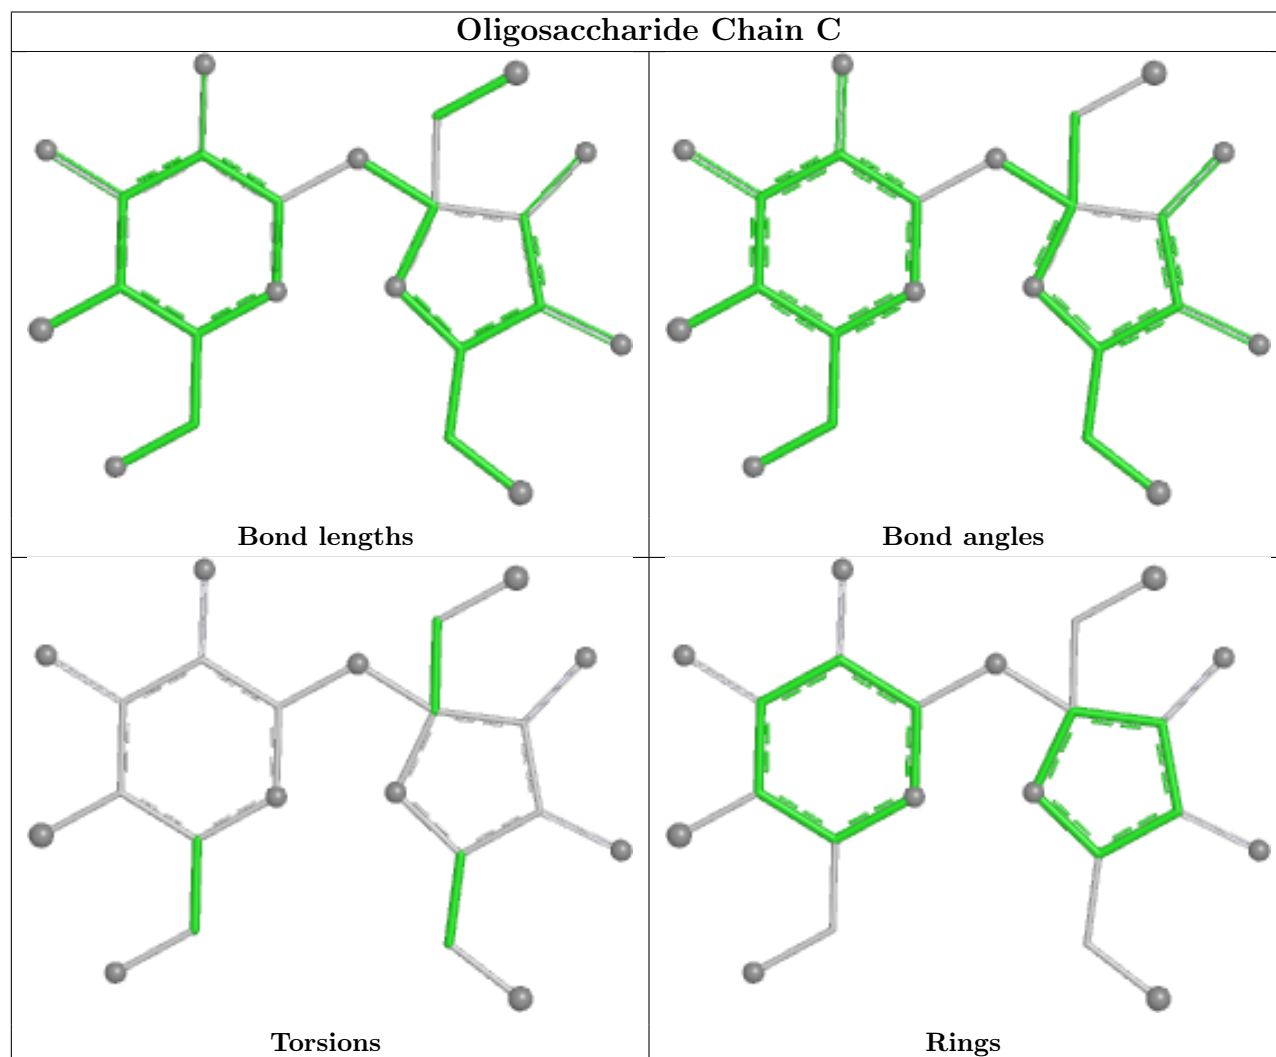 Oligosaccharide Chain C
Bond lengths
Bond angles
Torsions
Rings